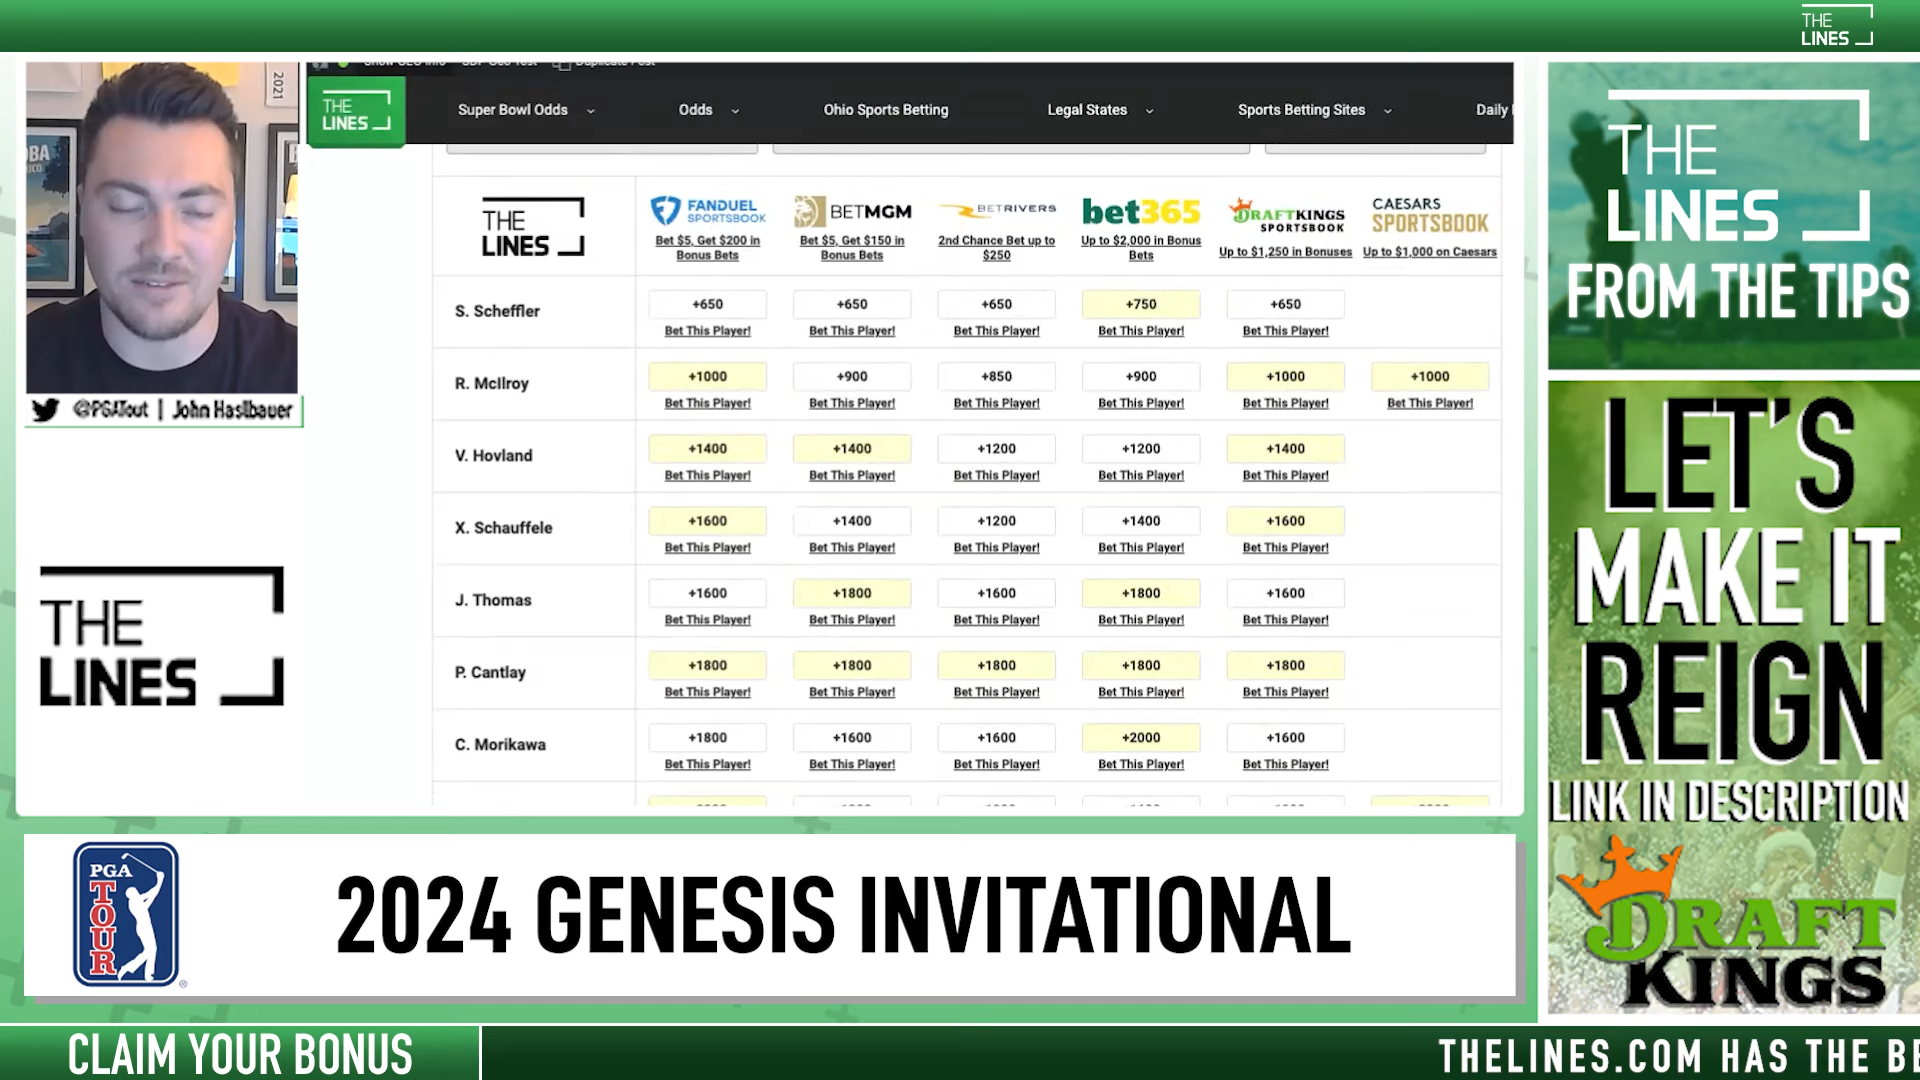 THE
LINES
2021
@PGATout | John Haslbauer
THE
LINES
Super Bowl Odds
Odds
Ohio Sports Betting
Legal States
Sports Betting Sites
Daily
THE
LINES
FANDUEL
SPORTSBOOK
Bet $5, Get $200 in
Bonus Bets
BETMGM
Bet $5, Get $150 in
Bonus Bets
BETRIVERS
2nd Chance Bet up to
$250
bet365
Up to $2,000 in Bonus
Bets
DRAFTKINGS
SPORTSBOOK
Up to $1,250 in Bonuses
CAESARS
SPORTSBOOK
Up to $1,000 on Caesars
S. Scheffler +650 +650 +650 +750 +650
Bet This Player! Bet This Player! Bet This Player! Bet This Player! Bet This Player!
R. McIlroy +1000 +900 +850 +900 +1000 +1000
Bet This Player! Bet This Player! Bet This Player! Bet This Player! Bet This Player! Bet This Player!
V. Hovland +1400 +1400 +1200 +1200 +1400
Bet This Player! Bet This Player! Bet This Player! Bet This Player! Bet This Player!
X. Schauffele +1600 +1400 +1200 +1400 +1600
Bet This Player! Bet This Player! Bet This Player! Bet This Player! Bet This Player!
J. Thomas +1600 +1800 +1600 +1800 +1600
Bet This Player! Bet This Player! Bet This Player! Bet This Player! Bet This Player!
P. Cantlay +1800 +1800 +1800 +1800 +1800
Bet This Player! Bet This Player! Bet This Player! Bet This Player! Bet This Player!
C. Morikawa +1800 +1600 +1600 +2000 +1600
Bet This Player! Bet This Player! Bet This Player! Bet This Player! Bet This Player!
THE
LINES
THE
LINES
FROM THE TIPS
LET'S
MAKE IT
REIGN
LINK IN DESCRIPTION
DRAFT
KINGS
PGA
TOUR
2024 GENESIS INVITATIONAL
CLAIM YOUR BONUS
THELINES.COM HAS THE BE